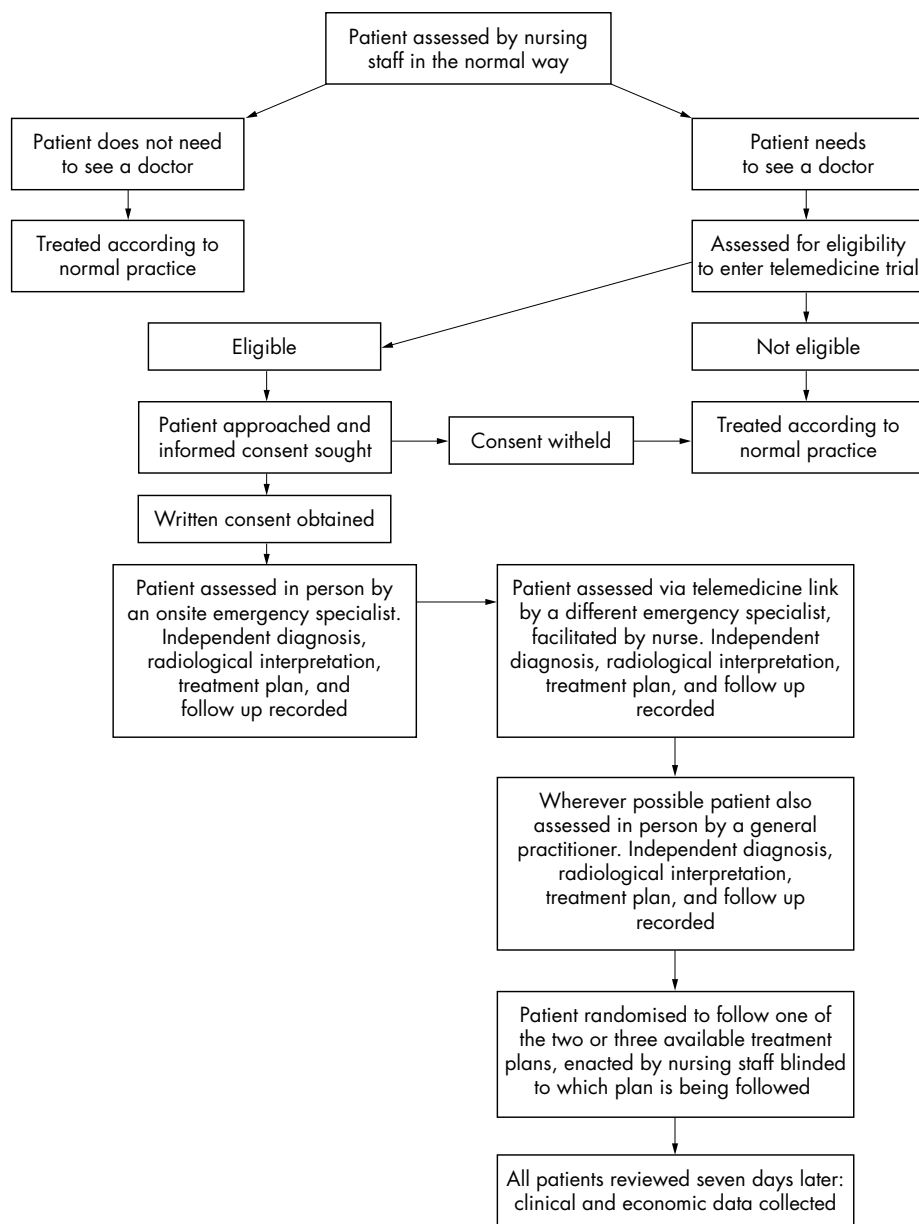 Patient assessed by nursing
staff in the normal way
Patient does not need
to see a doctor
Patient needs
to see a doctor
Treated according to
normal practice
Assessed for eligibility
to enter telemedicine trial
Eligible
Not eligible
Patient approached and
informed consent sought
Consent witheld
Treated according to
normal practice
Written consent obtained
Patient assessed in person by
an onsite emergency specialist.
Independent diagnosis,
radiological interpretation,
treatment plan, and
follow up recorded
Patient assessed via telemedicine link
by a different emergency specialist,
facilitated by nurse. Independent
diagnosis, radiological interpretation,
treatment plan, and follow up
recorded
Wherever possible patient also
assessed in person by a general
practitioner. Independent diagnosis,
radiological interpretation,
treatment plan, and follow up
recorded
Patient randomised to follow one of
the two or three available treatment
plans, enacted by nursing staff blinded
to which plan is being followed
All patients reviewed seven days later:
clinical and economic data collected